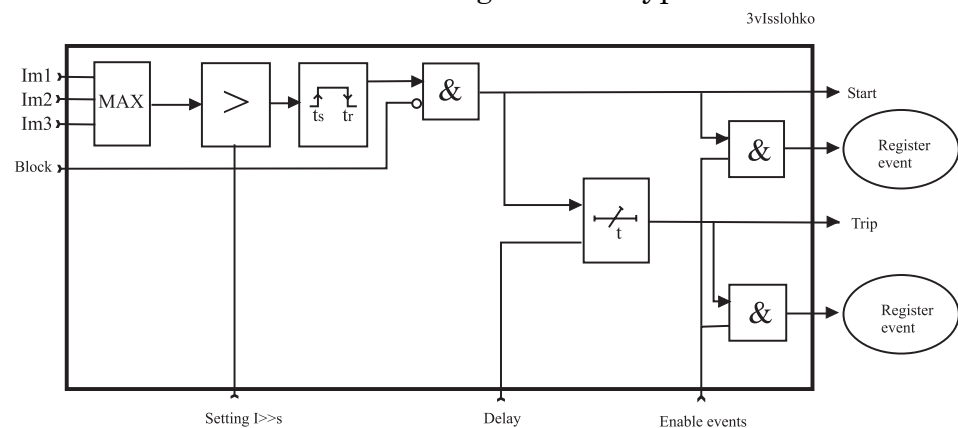 3vIsslohko
Im1
Im2
Im3
MAX
>
ts tr
&
Start
Block
&
Register
event
t
Trip
&
Register
event
Setting I>>s
Delay
Enable events